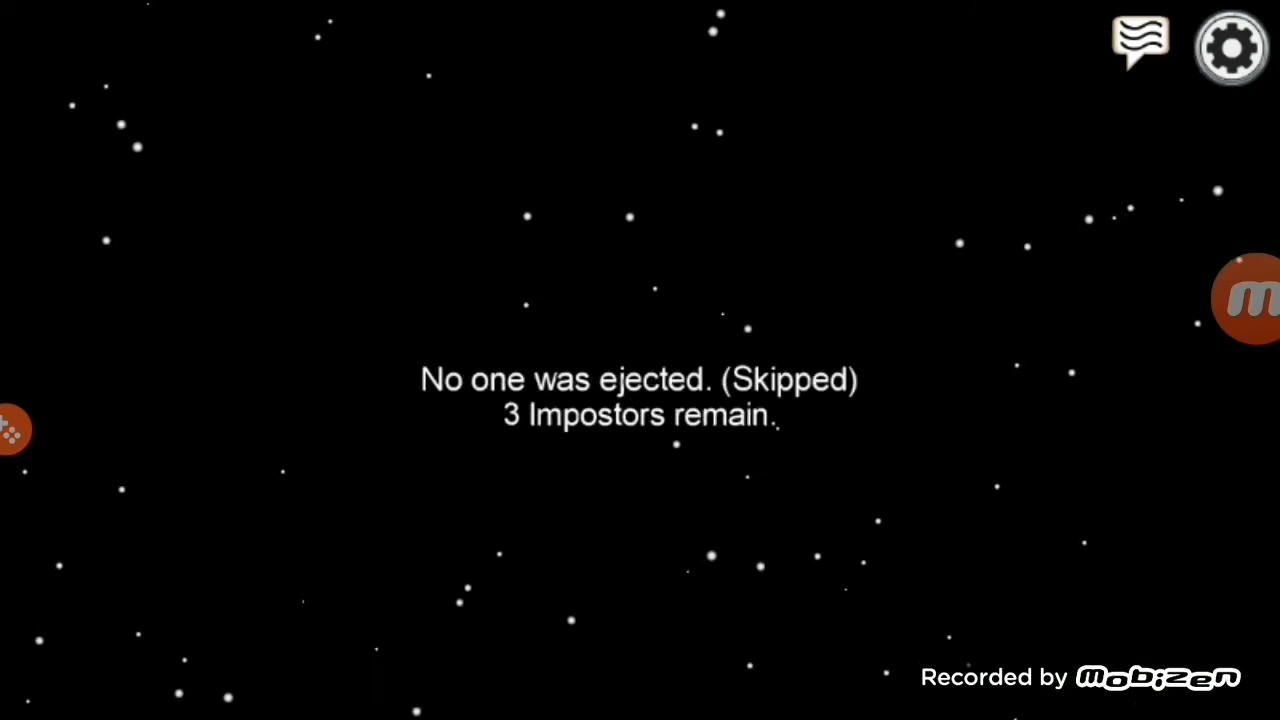 No one was ejected. (Skipped)
3 Impostors remain.
Recorded by mobizen